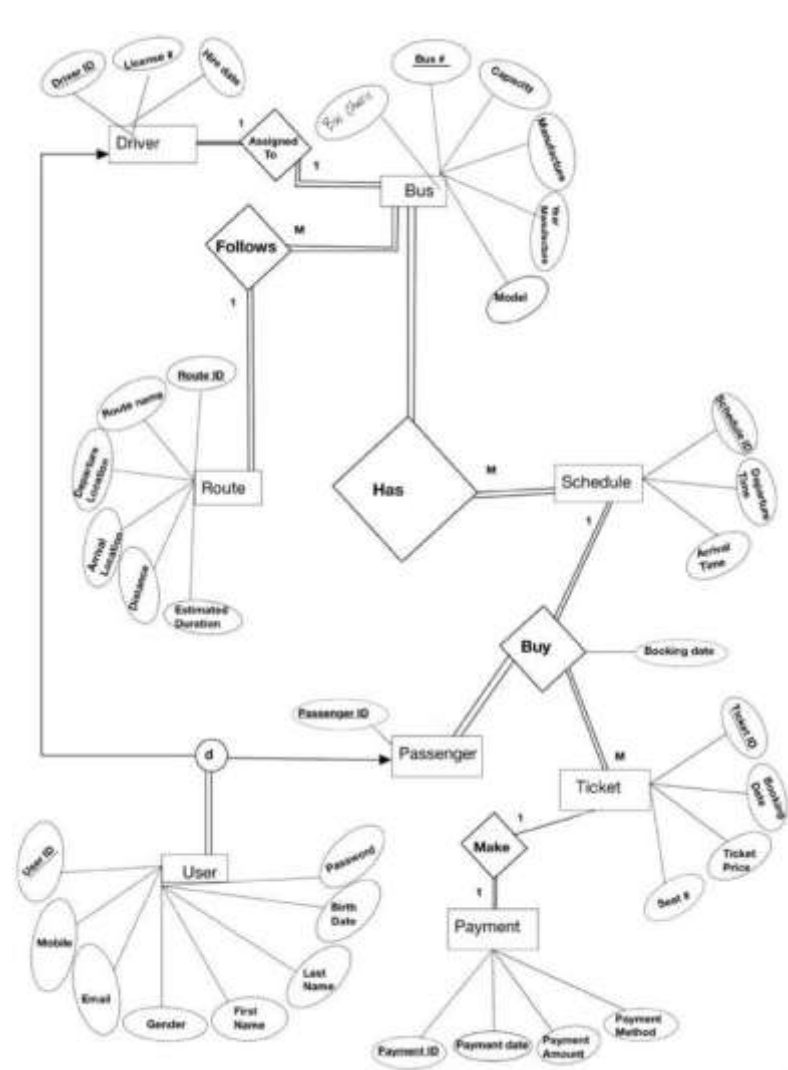 Driver ID
License #
Hire date
Driver
1
Assigned
To
1
Bus #
Capacity
Manufacture
Year
Manufacture
Model
Bus
M
Follows
1
Route ID
Route name
Departure
Location
Arrival
Location
Distance
Estimated
Duration
Route
Has
M
Schedule
Schedule ID
Departure
Time
Arrival
Time
1
Buy
Booking date
Passenger ID
Passenger
M
Ticket
Ticket ID
Booking
Date
Ticket
Price
Seat #
d
User
User ID
Mobile
Email
Gender
First
Name
Last
Name
Birth
Date
Password
1
Make
1
Payment
Payment ID
Payment date
Payment
Amount
Payment
Method